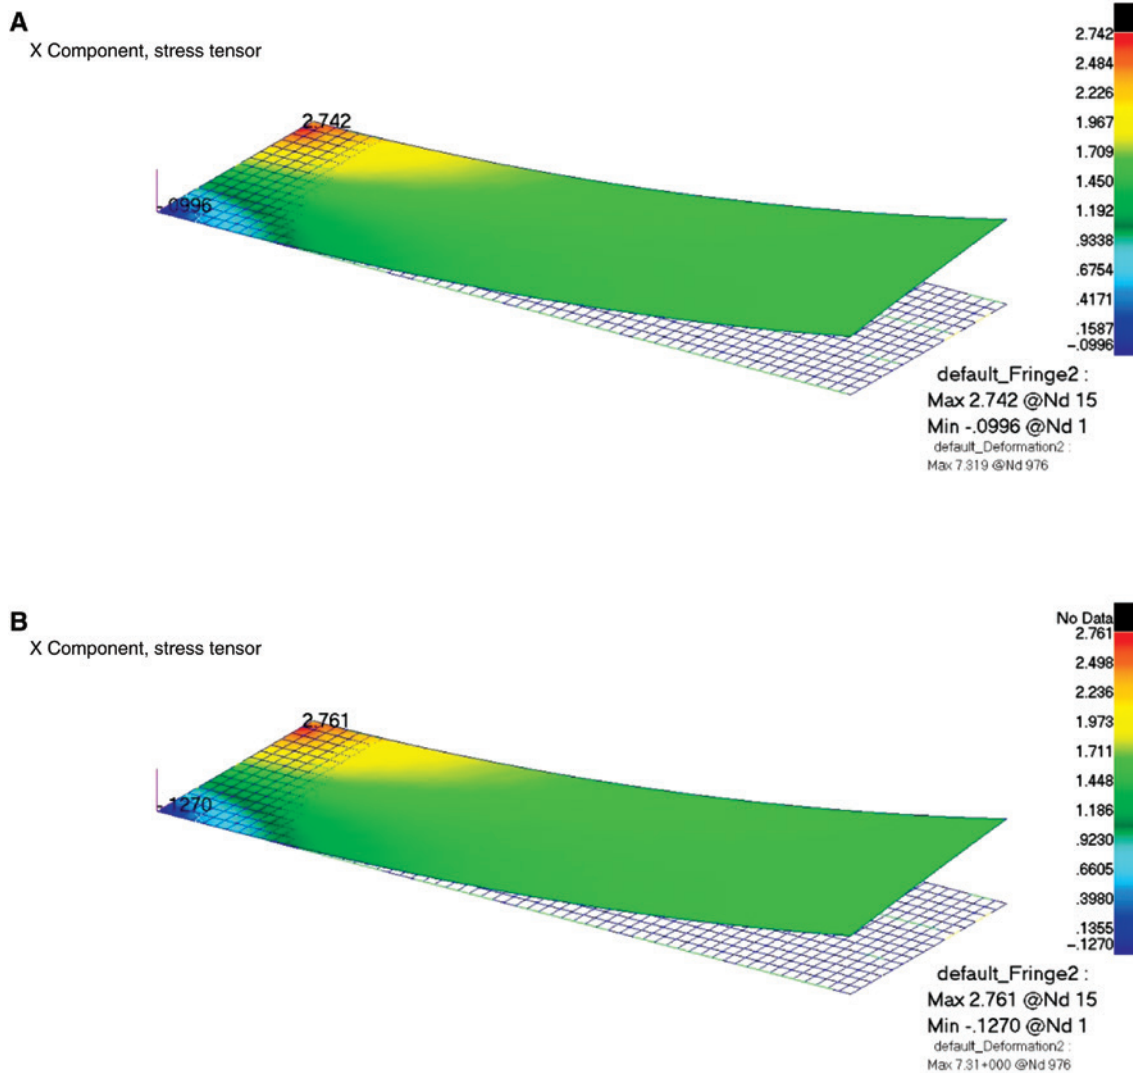 A
X Component, stress tensor
2.742
2.484
2.226
1.967
1.709
1.450
1.192
.9338
.6754
.4171
.1587
-.0996
2.742
.0996
default_Fringe2 :
Max 2.742 @Nd 15
Min -.0996 @Nd 1
default_Deformation2 :
Max 7.319 @Nd 976
B
X Component, stress tensor
No Data
2.761
2.498
2.236
1.973
1.711
1.448
1.186
.9230
.6605
.3980
.1355
-.1270
2.761
.1270
default_Fringe2 :
Max 2.761 @Nd 15
Min -.1270 @Nd 1
default_Deformation2 :
Max 7.31+000 @Nd 976